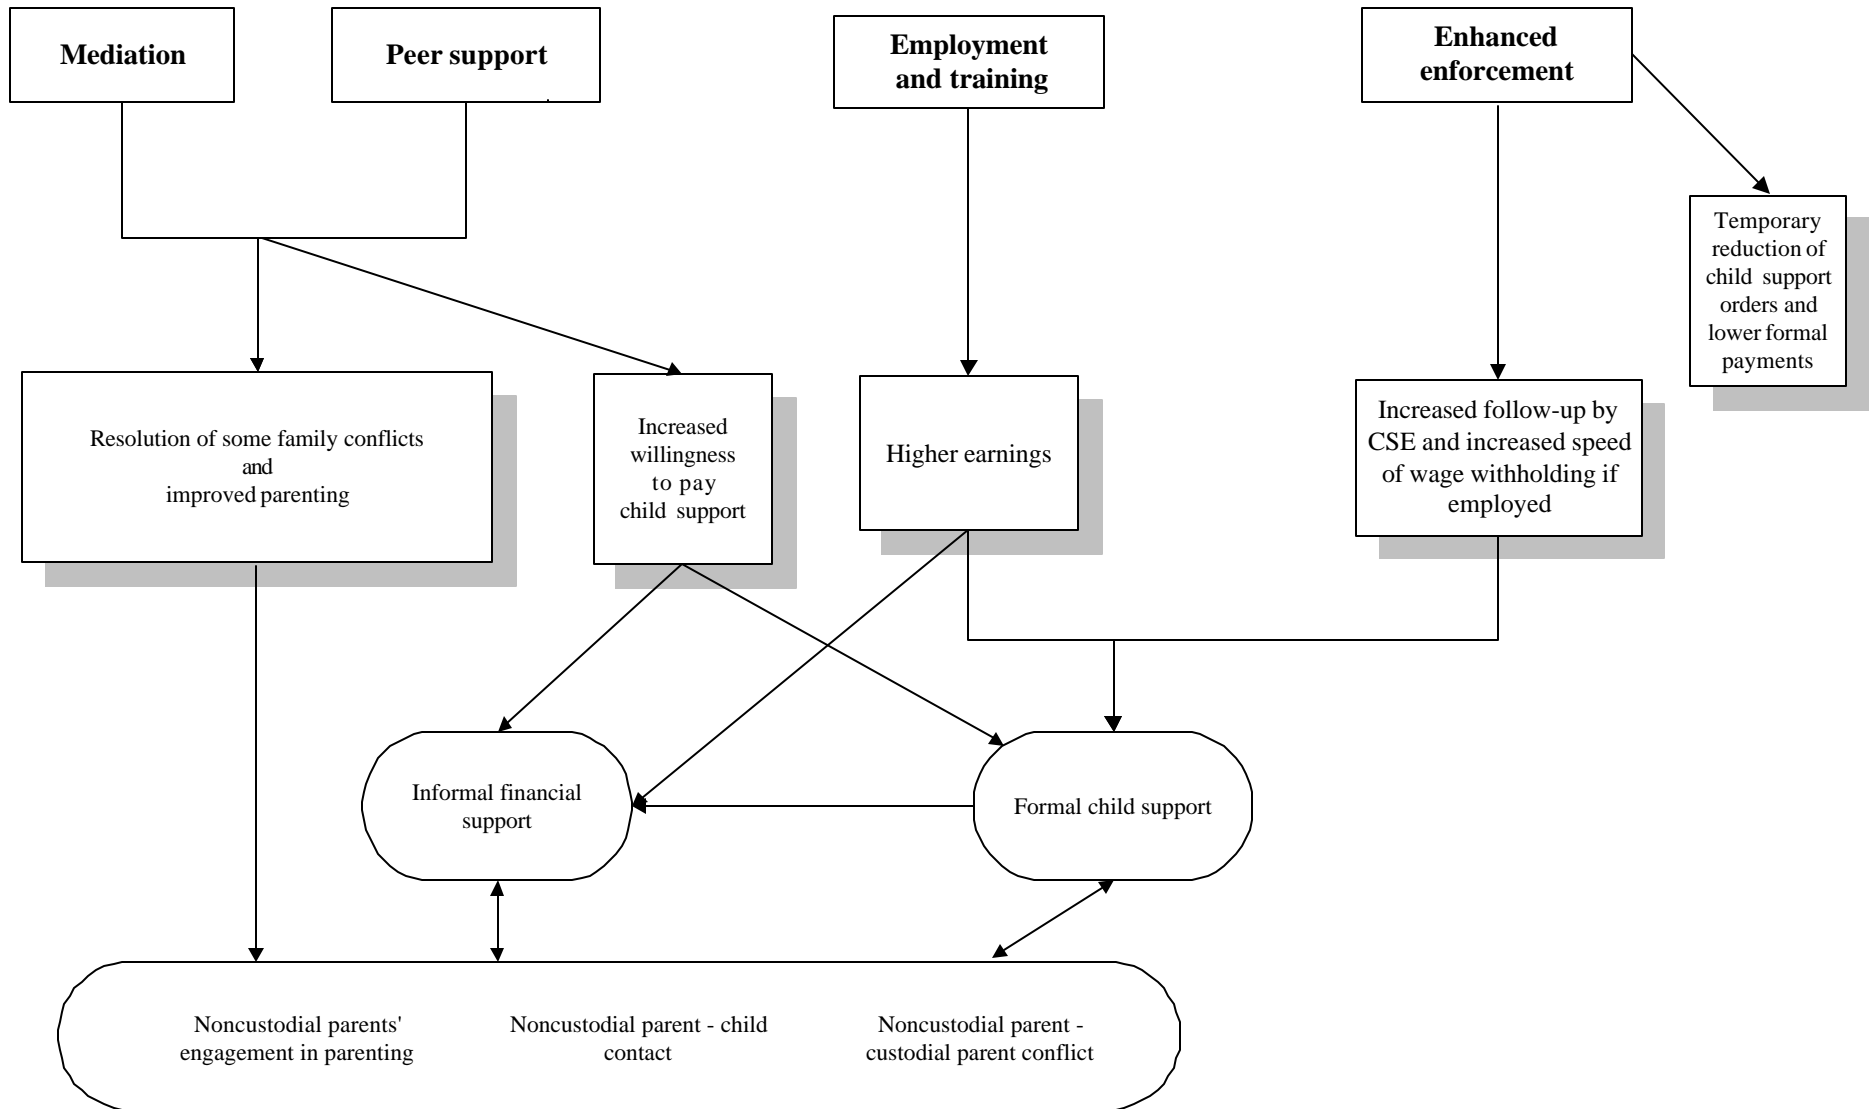 Mediation
Peer support
Employment
and training
Enhanced
enforcement
Temporary
reduction of
child support
orders and
lower formal
payments
Resolution of some family conflicts
and
improved parenting
Increased
willingness
to pay
child support
Higher earnings
Increased follow-up by
CSE and increased speed
of wage withholding if
employed
Informal financial
support
Formal child support
Noncustodial parents'
engagement in parenting
Noncustodial parent - child
contact
Noncustodial parent -
custodial parent conflict